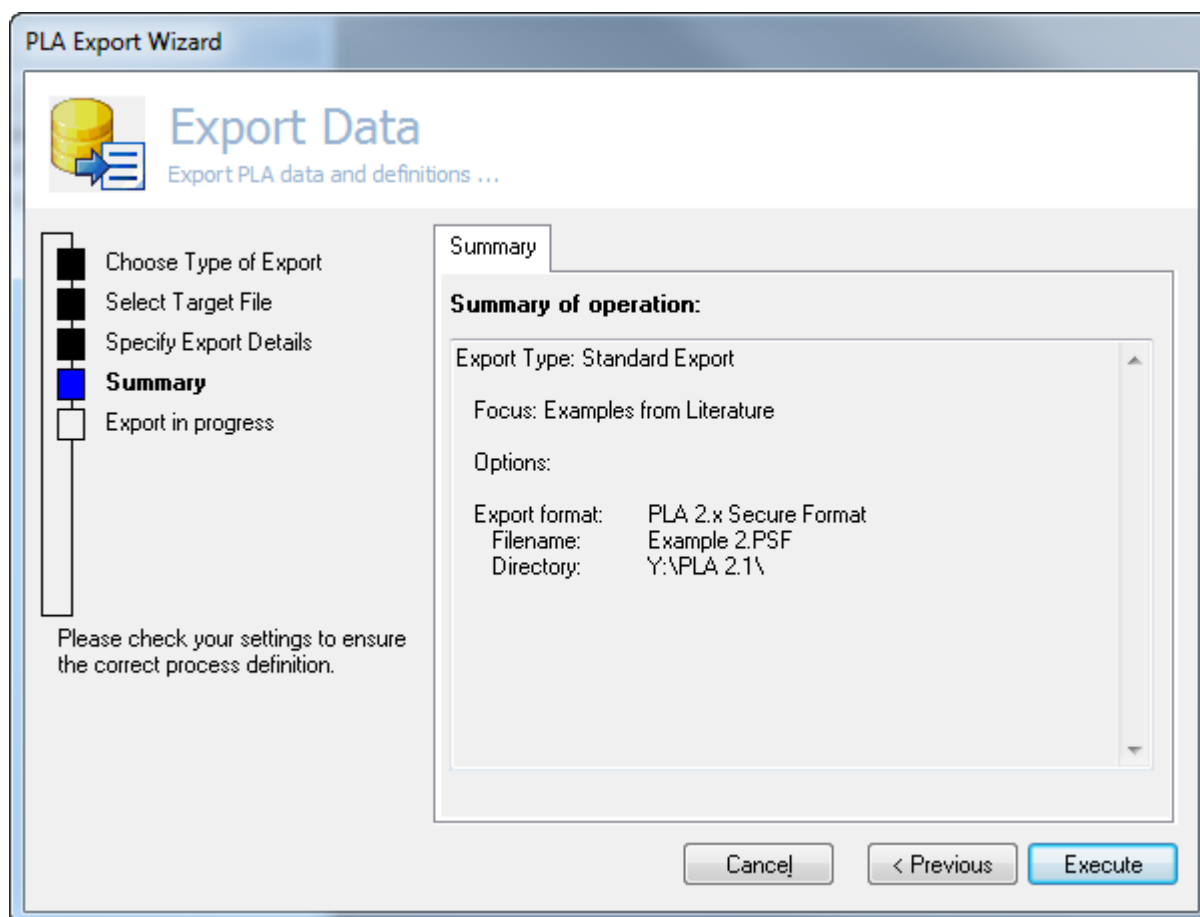 PLA Export Wizard
Export Data
Export PLA data and definitions ...
Choose Type of Export
Select Target File
Specify Export Details
Summary
Export in progress
Please check your settings to ensure
the correct process definition.
Summary
Summary of operation:
Export Type: Standard Export
Focus: Examples from Literature
Options:
Export format: PLA 2.x Secure Format
Filename: Example 2.PSF
Directory: Y:\PLA 2.1\
Cancel
< Previous
Execute